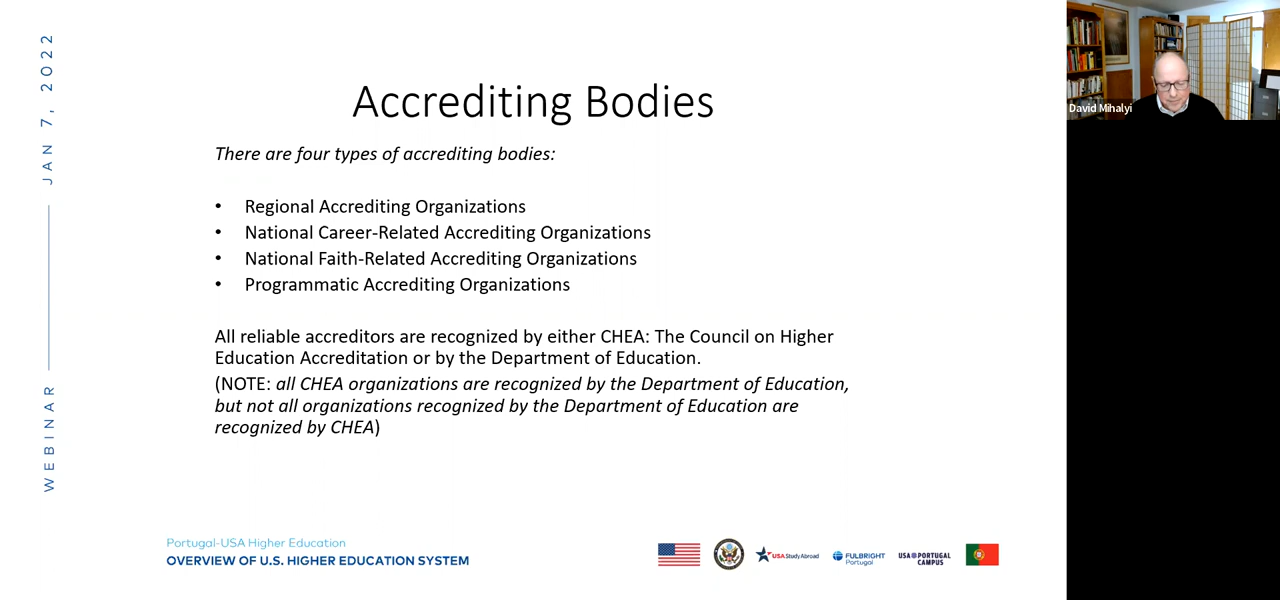 WEBINAR JAN 7, 2022
Accrediting Bodies
There are four types of accrediting bodies:
• Regional Accrediting Organizations
• National Career-Related Accrediting Organizations
• National Faith-Related Accrediting Organizations
• Programmatic Accrediting Organizations
All reliable accreditors are recognized by either CHEA: The Council on Higher
Education Accreditation or by the Department of Education.
(NOTE: all CHEA organizations are recognized by the Department of Education,
but not all organizations recognized by the Department of Education are
recognized by CHEA)
Portugal-USA Higher Education
OVERVIEW OF U.S. HIGHER EDUCATION SYSTEM
USA Study Abroad
FULBRIGHT
Portugal
USA PORTUGAL
CAMPUS
David Mihalyi